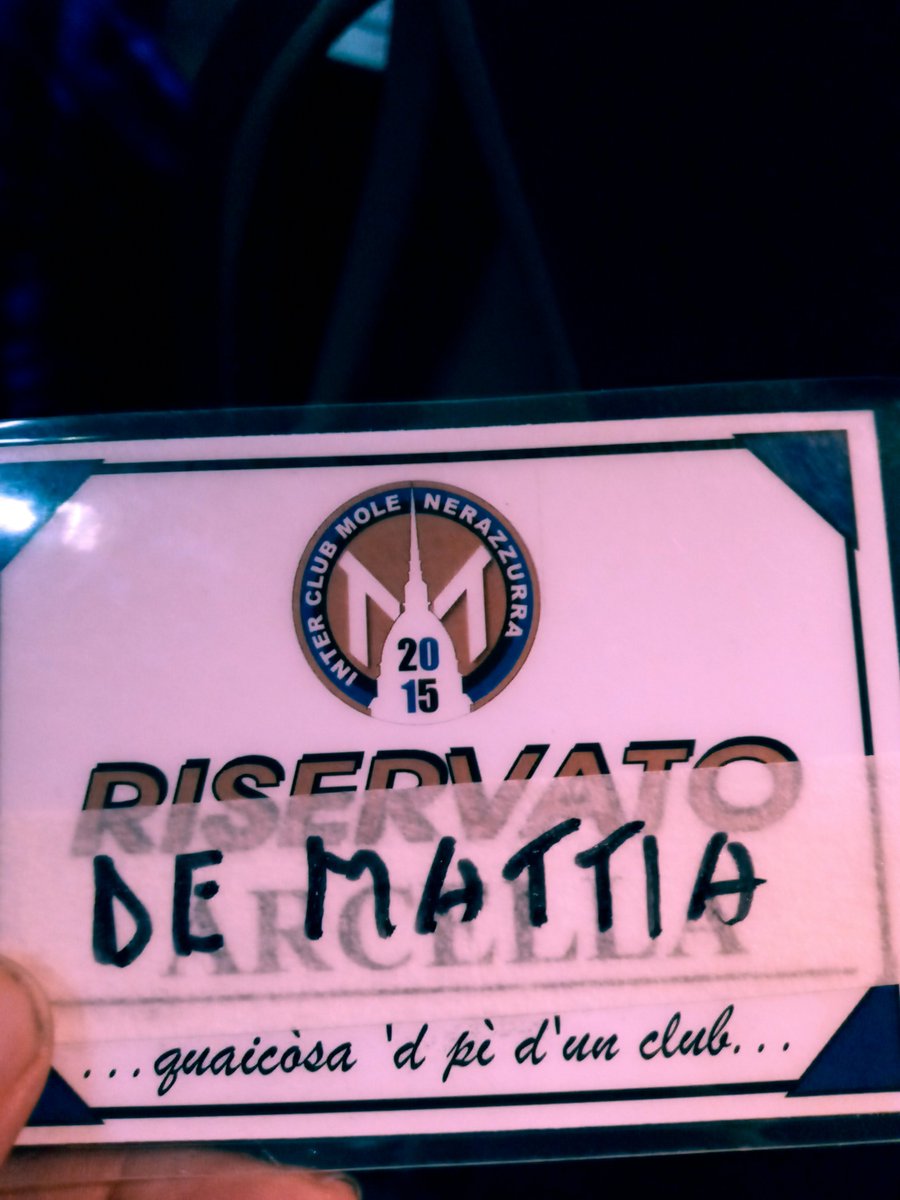 INTER CLUB MOLE NERAZZURRA
M
20
15
RISERVATO
DE MATTIA
ARCELLA
...quaicòsa 'd pì d'un club...